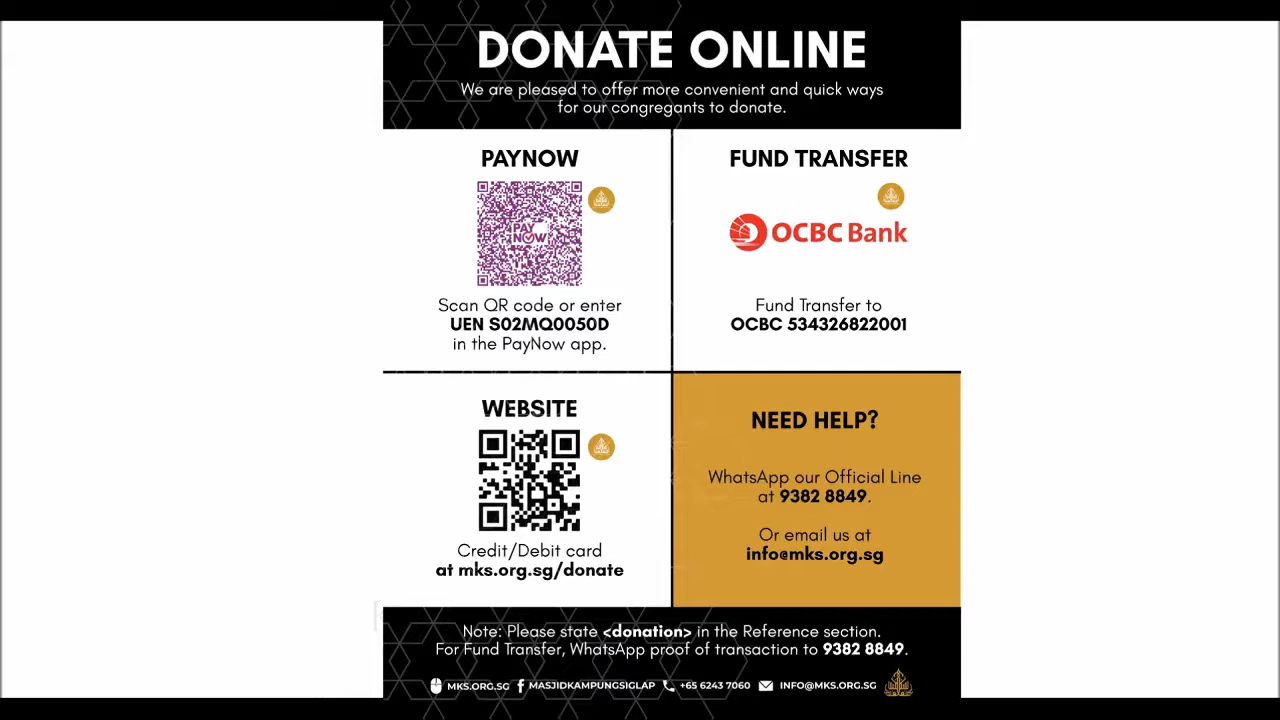 DONATE ONLINE
We are pleased to offer more convenient and quick ways
for our congregants to donate.
PAYNOW
PAY
NOW
Scan QR code or enter
UEN S02MQ0050D
in the PayNow app.
FUND TRANSFER
OCBC Bank
Fund Transfer to
OCBC 534326822001
WEBSITE
Credit/Debit card
at mks.org.sg/donate
NEED HELP?
WhatsApp our Official Line
at 9382 8849.
Or email us at
info@mks.org.sg
Note: Please state <donation> in the Reference section.
For Fund Transfer, WhatsApp proof of transaction to 9382 8849.
MKS.ORG.SG MASJIDKAMPUNGSIGLAP +65 6243 7060 INFO@MKS.ORG.SG